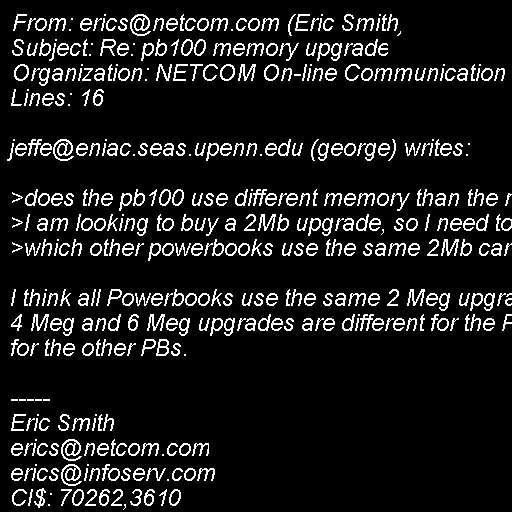 From: erics@netcom.com (Eric Smith)
Subject: Re: pb100 memory upgrade
Organization: NETCOM On-line Communication
Lines: 16
jeffe@eniac.seas.upenn.edu (george) writes:
>does the pb100 use different memory than the
>I am looking to buy a 2Mb upgrade, so I need to
>which other powerbooks use the same 2Mb
I think all Powerbooks use the same 2 Meg
4 Meg and 6 Meg upgrades are different for the
for the other PBs.
-----
Eric Smith
erics@netcom.com
erics@infoserv.com
CI$: 70262,3610